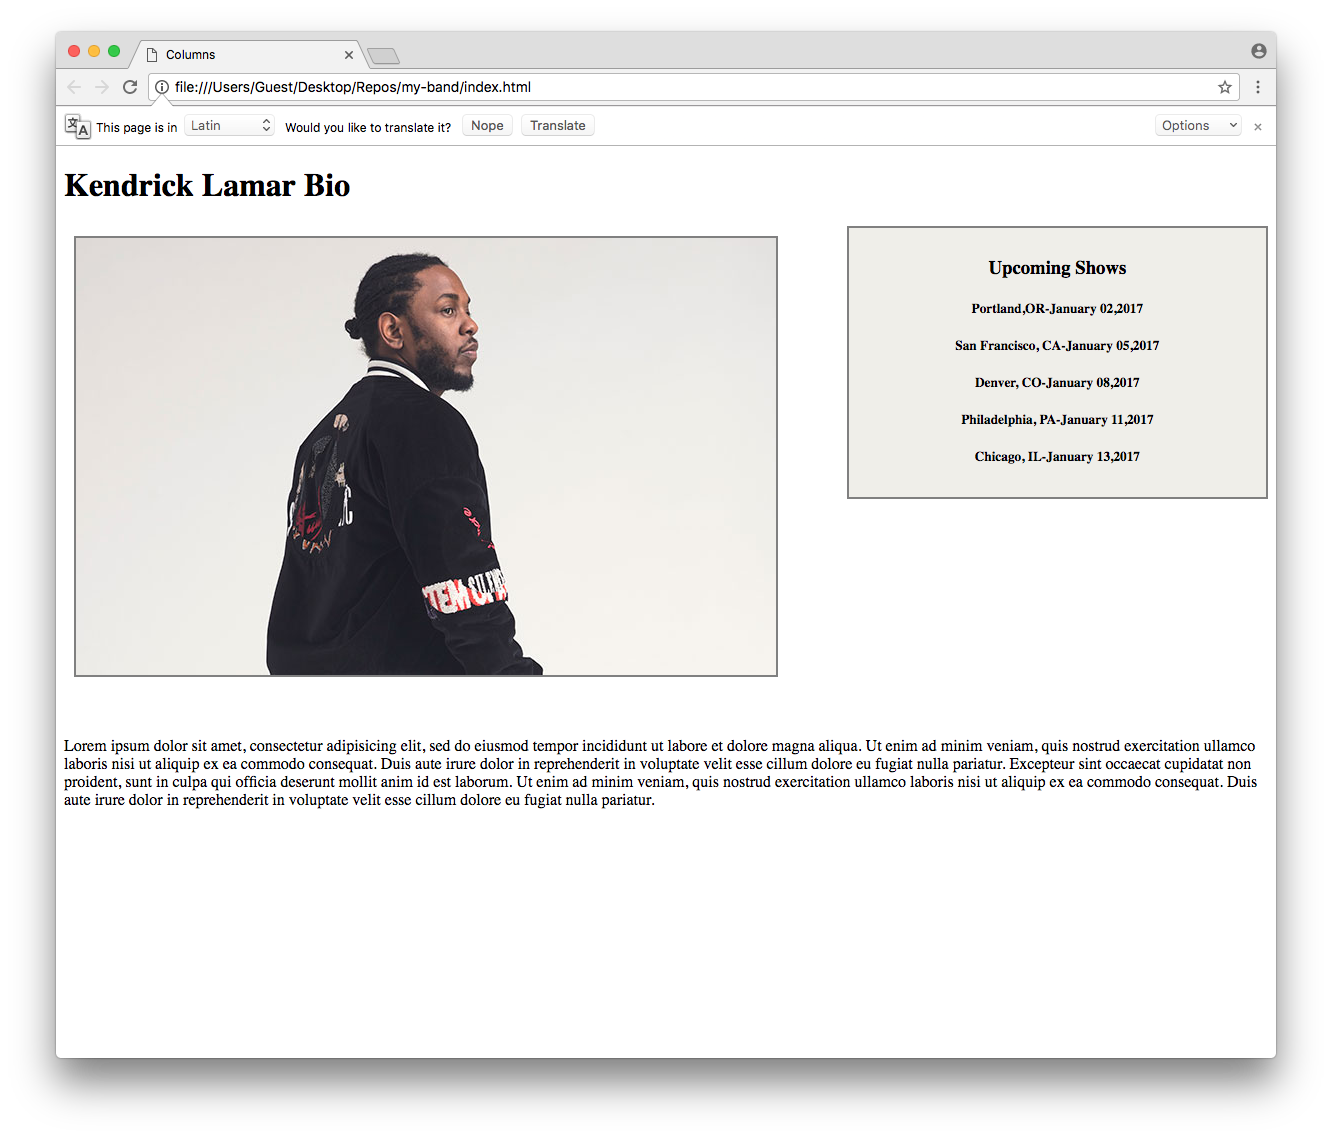 Columns
file:///Users/Guest/Desktop/Repos/my-band/index.html
This page is in Latin Would you like to translate it? Nope Translate Options
Kendrick Lamar Bio
Upcoming Shows
Portland,OR-January 02,2017
San Francisco, CA-January 05,2017
Denver, CO-January 08,2017
Philadelphia, PA-January 11,2017
Chicago, IL-January 13,2017
Lorem ipsum dolor sit amet, consectetur adipisicing elit, sed do eiusmod tempor incididunt ut labore et dolore magna aliqua. Ut enim ad minim veniam, quis nostrud exercitation ullamco
laboris nisi ut aliquip ex ea commodo consequat. Duis aute irure dolor in reprehenderit in voluptate velit esse cillum dolore eu fugiat nulla pariatur. Excepteur sint occaecat cupidatat non
proident, sunt in culpa qui officia deserunt mollit anim id est laborum. Ut enim ad minim veniam, quis nostrud exercitation ullamco laboris nisi ut aliquip ex ea commodo consequat. Duis
aute irure dolor in reprehenderit in voluptate velit esse cillum dolore eu fugiat nulla pariatur.